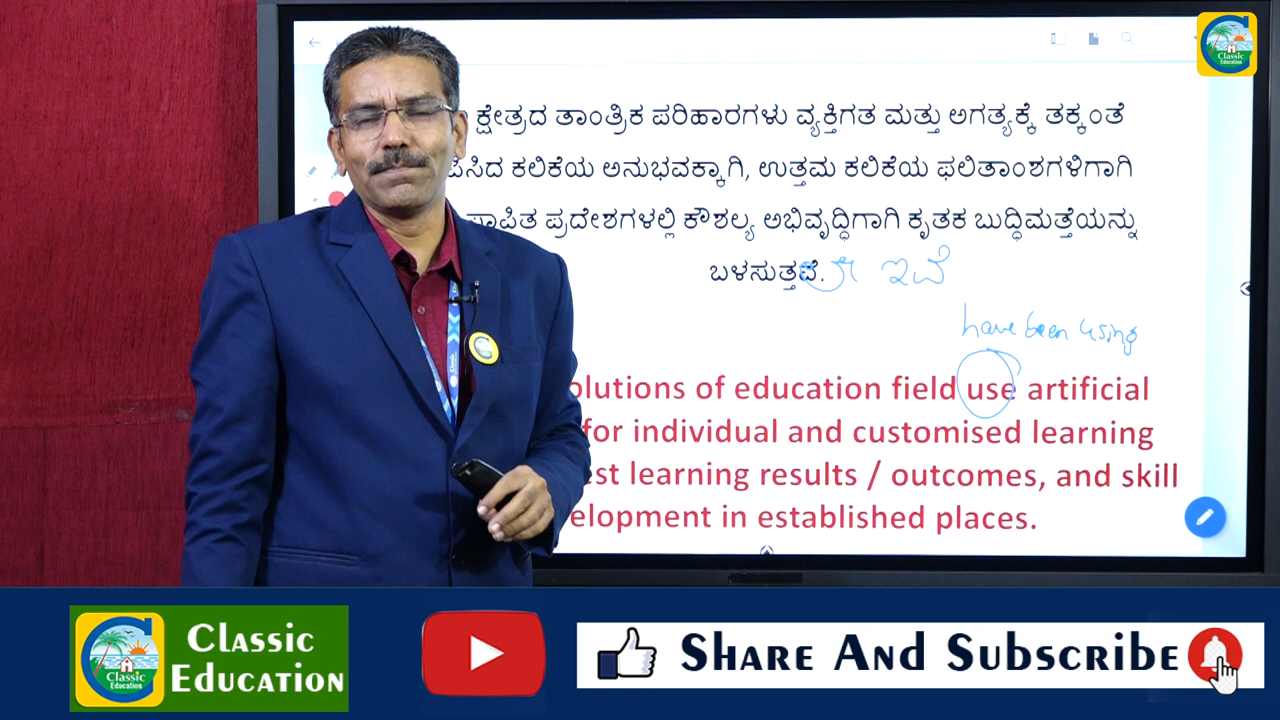 ಕ್ಷೇತ್ರದ ತಾಂತ್ರಿಕ ಪರಿಹಾರಗಳು ವ್ಯಕ್ತಿಗತ ಮತ್ತು ಅಗತ್ಯಕ್ಕೆ ತಕ್ಕಂತೆ
ಕಲಿಕೆಯ ಅನುಭವಕ್ಕಾಗಿ, ಉತ್ತಮ ಕಲಿಕೆಯ ಫಲಿತಾಂಶಗಳಿಗಾಗಿ
ಪ್ರದೇಶಗಳಲ್ಲಿ ಕೌಶಲ್ಯ ಅಭಿವೃದ್ಧಿಗಾಗಿ ಕೃತಕ ಬುದ್ಧಿಮತ್ತೆಯನ್ನು
ಬಳಸುತ್ತವೆ. ಇವೆ
have been using
olutions of education field use artificial
for individual and customised learning
est learning results / outcomes, and skill
elopment in established places.
Classic
Education
Classic Education
Classic
Education
Share And Subscribe